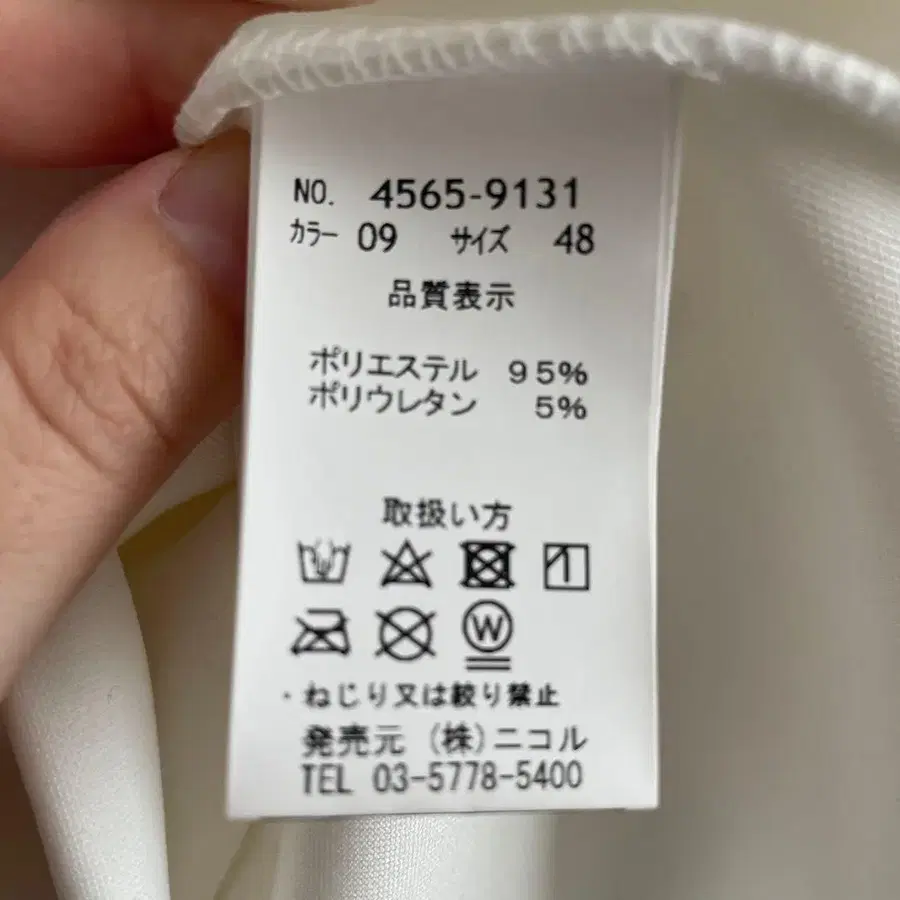 NO. 4565-9131
カラー 09 サイズ 48
品質表示
ポリエステル 95%
ポリウレタン 5%
取扱い方
W
・ねじり又は絞り禁止
発売元 (株)ニコル
TEL 03-5778-5400